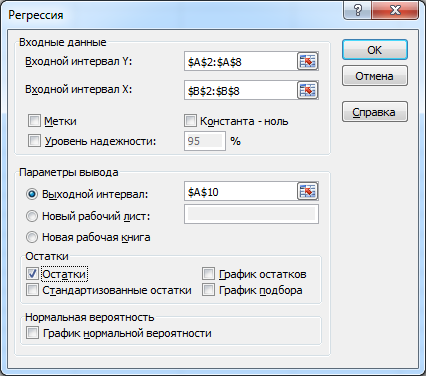 Регрессия
Входные данные
Входной интервал Y: $A$2:$A$8
Входной интервал X: $B$2:$B$8
Метки Константа - ноль
Уровень надежности: 95 %
OK
Отмена
Справка
Параметры вывода
Выходной интервал: $A$10
Новый рабочий лист:
Новая рабочая книга
Остатки
Остатки График остатков
Стандартизованные остатки График подбора
Нормальная вероятность
График нормальной вероятности